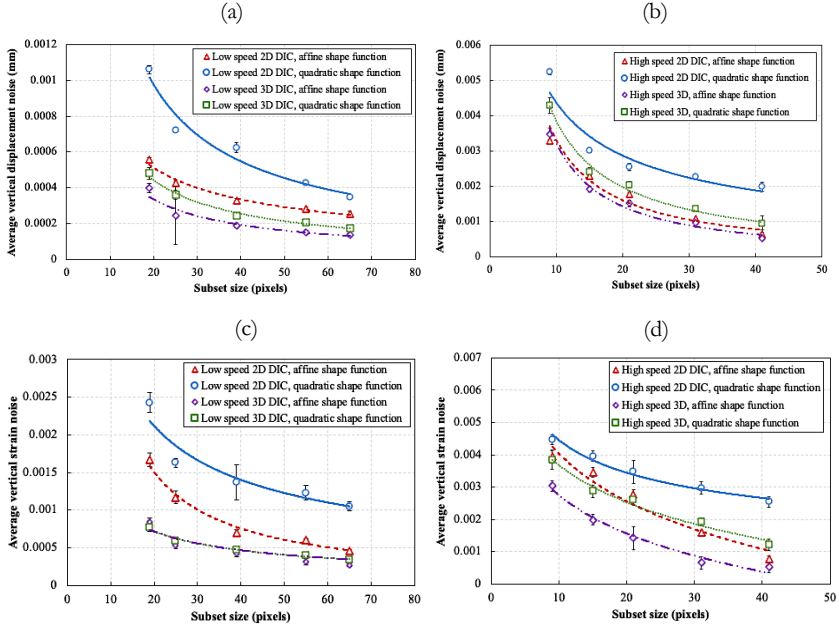 (a)
Average vertical displacement noise (mm)
0.0012
0.001
0.0008
0.0006
0.0004
0.0002
0
Low speed 2D DIC, affine shape function
Low speed 2D DIC, quadratic shape function
Low speed 3D DIC, affine shape function
Low speed 3D DIC, quadratic shape function
0 10 20 30 40 50 60 70 80
Subset size (pixels)
(b)
Average vertical displacement noise (mm)
0.006
0.005
0.004
0.003
0.002
0.001
0
High speed 2D DIC, affine shape function
High speed 2D DIC, quadratic shape function
High speed 3D, affine shape function
High speed 3D, quadratic shape function
0 10 20 30 40 50
Subset size (pixels)
(c)
Average vertical strain noise
0.003
0.0025
0.002
0.0015
0.001
0.0005
0
Low speed 2D DIC, affine shape function
Low speed 2D DIC, quadratic shape function
Low speed 3D DIC, affine shape function
Low speed 3D DIC, quadratic shape function
0 10 20 30 40 50 60 70 80
Subset size (pixels)
(d)
Average vertical strain noise
0.007
0.006
0.005
0.004
0.003
0.002
0.001
0
High speed 2D DIC, affine shape function
High speed 2D DIC, quadratic shape function
High speed 3D, affine shape function
High speed 3D, quadratic shape function
0 10 20 30 40 50
Subset size (pixels)